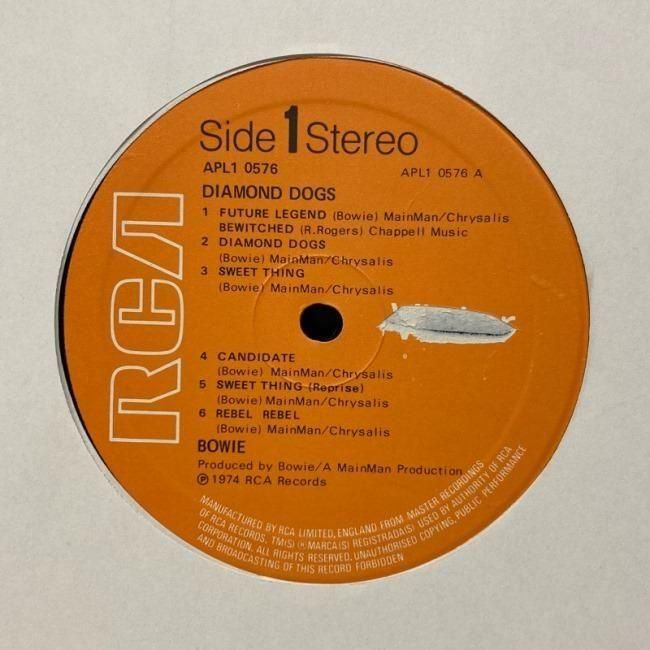 Side 1 Stereo
APL1 0576
APL1 0576 A
DIAMOND DOGS
1 FUTURE LEGEND (Bowie) MainMan/Chrysalis
BEWITCHED (R.Rogers) Chappell Music
2 DIAMOND DOGS
(Bowie) MainMan/Chrysalis
3 SWEET THING
(Bowie) MainMan/Chrysalis
RCA
4 CANDIDATE
(Bowie) MainMan/Chrysalis
5 SWEET THING (Reprise)
(Bowie) MainMan/Chrysalis
6 REBEL REBEL
(Bowie) MainMan/Chrysalis
BOWIE
Produced by Bowie/A MainMan Production
℗ 1974 RCA Records
MANUFACTURED BY RCA LIMITED, ENGLAND FROM MASTER RECORDINGS
OF RCA RECORDS. TM(S) ® MARCA(S) REGISTRADA(S) USED BY AUTHORITY OF RCA
CORPORATION. ALL RIGHTS RESERVED. UNAUTHORISED COPYING, PUBLIC PERFORMANCE
AND BROADCASTING OF THIS RECORD FORBIDDEN